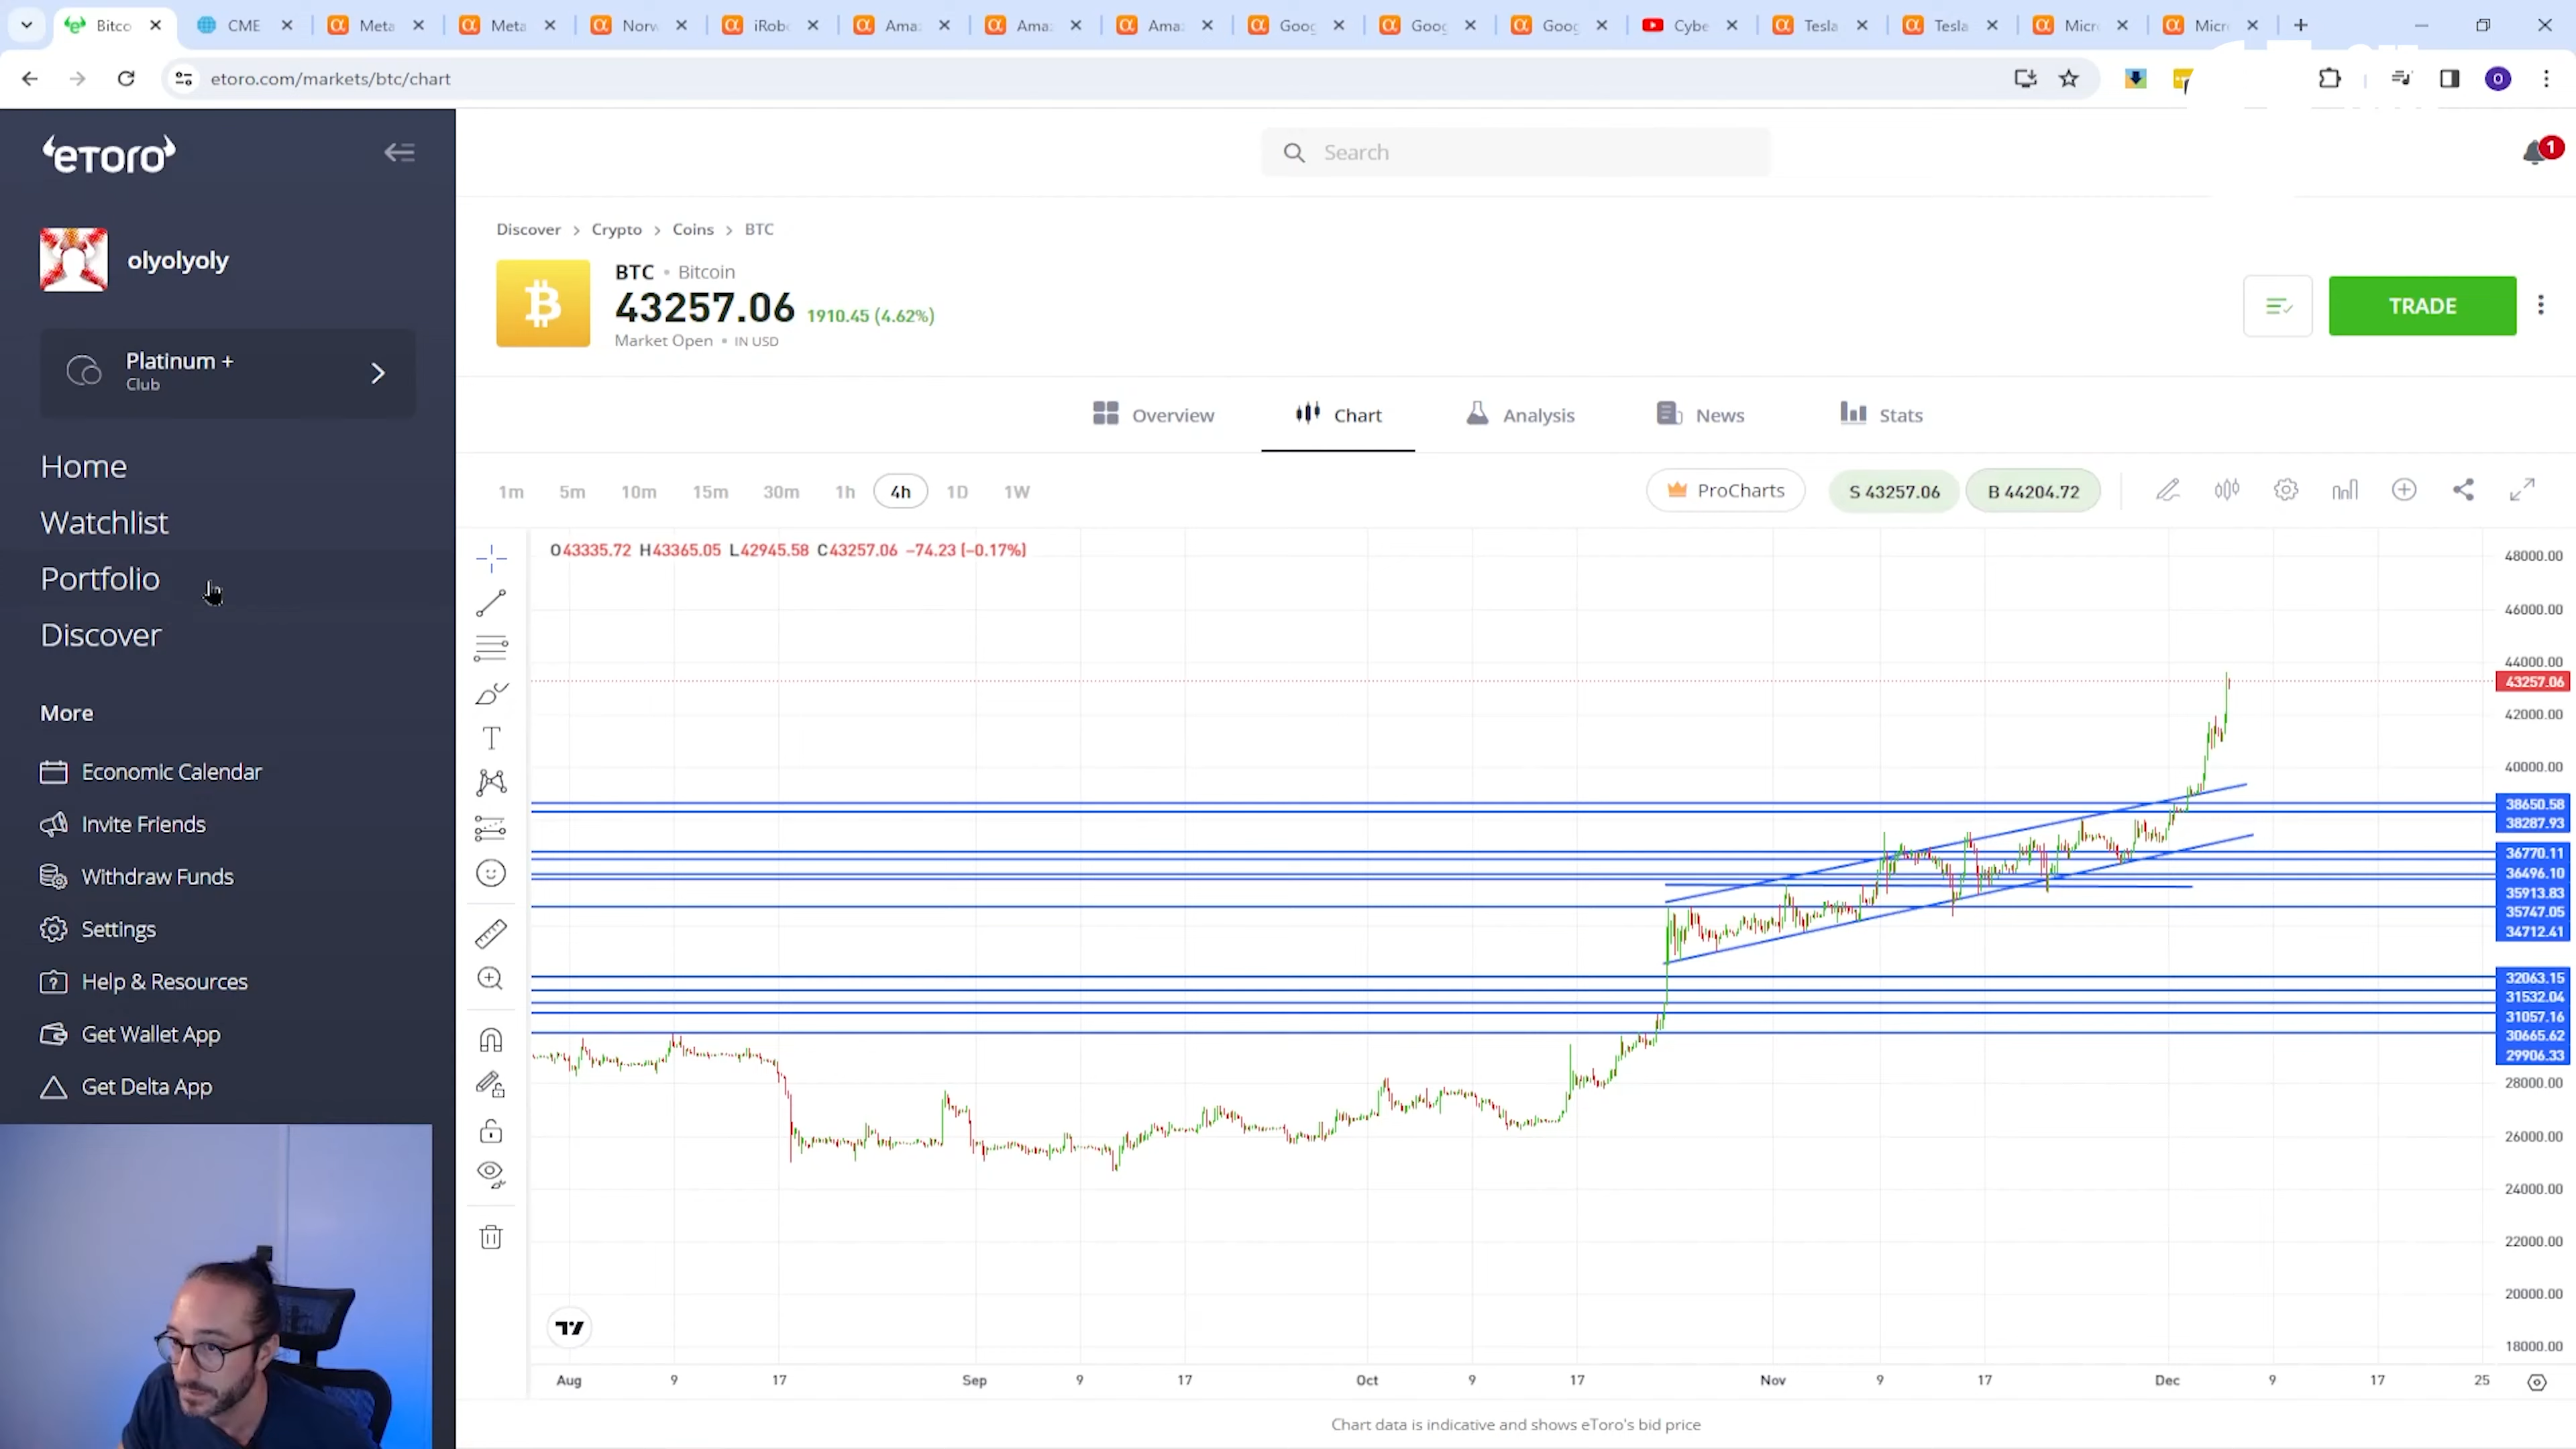 Bitco
CME
Meta
Meta
Norw
iRob
Ama
Ama
Ama
Goog
Goog
Goog
Cybe
Tesla
Tesla
Micr
Micr
etoro.com/markets/btc/chart
O
eToro
Search
1
olyolyoly
Platinum +
Club
Home
Watchlist
Portfolio
Discover
More
Economic Calendar
Invite Friends
Withdraw Funds
Settings
Help & Resources
Get Wallet App
Get Delta App
Discover > Crypto > Coins > BTC
BTC • Bitcoin
43257.06 1910.45 (4.62%)
Market Open • IN USD
TRADE
Overview
Chart
Analysis
News
Stats
1m 5m 10m 15m 30m 1h 4h 1D 1W
ProCharts
S 43257.06
B 44204.72
O43335.72 H43365.05 L42945.58 C43257.06 −74.23 (−0.17%)
48000.00
46000.00
44000.00
43257.06
42000.00
40000.00
38650.58
38287.93
36770.11
36496.10
35913.83
35747.05
34712.41
32063.15
31532.04
31057.16
30665.62
29906.33
28000.00
26000.00
24000.00
22000.00
20000.00
18000.00
Aug 9 17 Sep 9 17 Oct 9 17 Nov 9 17 Dec 9 17 25
Chart data is indicative and shows eToro's bid price